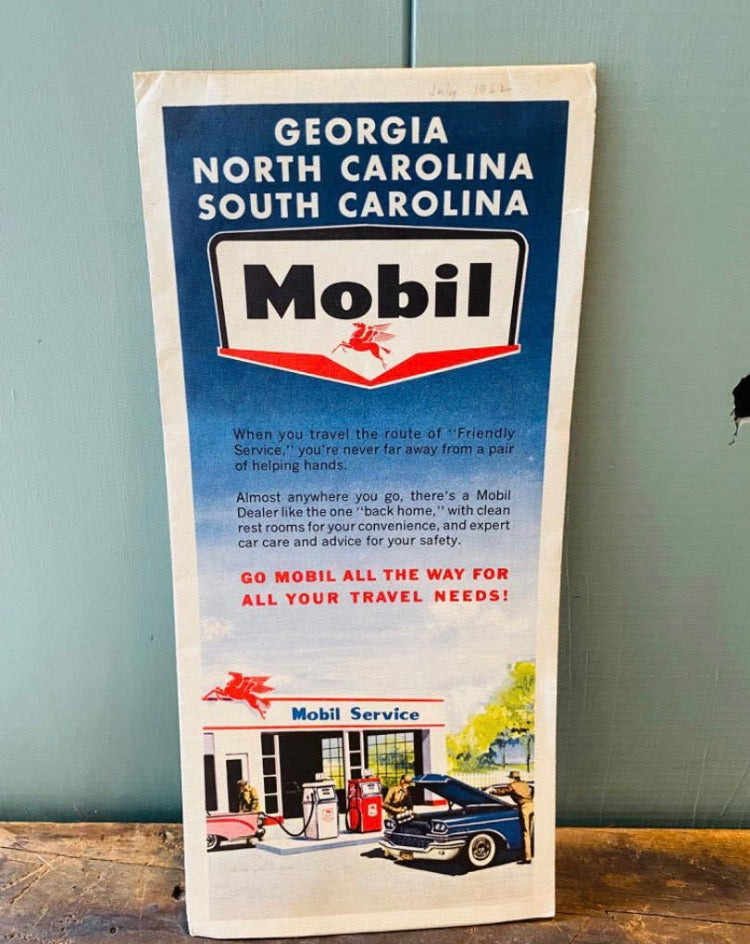 July 1962
GEORGIA
NORTH CAROLINA
SOUTH CAROLINA
Mobil
When you travel the route of "Friendly
Service," you're never far away from a pair
of helping hands.
Almost anywhere you go, there's a Mobil
Dealer like the one "back home," with clean
rest rooms for your convenience, and expert
car care and advice for your safety.
GO MOBIL ALL THE WAY FOR
ALL YOUR TRAVEL NEEDS!
Mobil Service